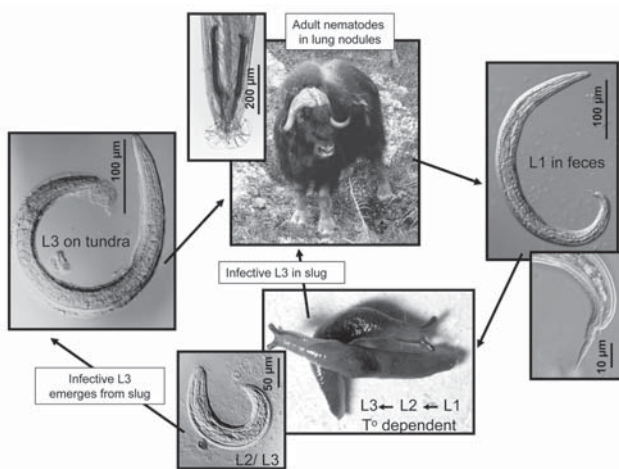 Adult nematodes
in lung nodules
200 µm
100 µm
L3 on tundra
100 µm
L1 in feces
Infective L3 in slug
10 µm
Infective L3
emerges from slug
50 µm
L2/ L3
L3← L2 ← L1
Tº dependent